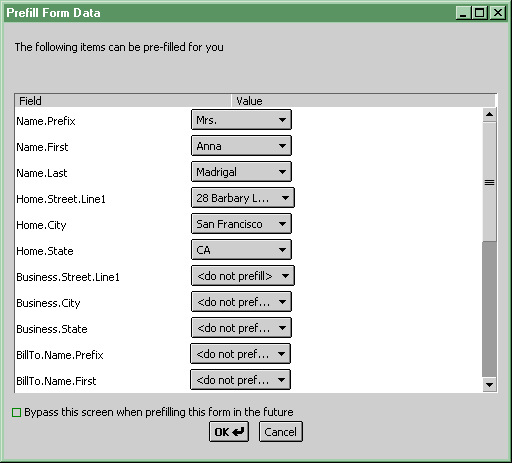 Prefill Form Data
The following items can be pre-filled for you
Field Value
Name.Prefix Mrs.
Name.First Anna
Name.Last Madrigal
Home.Street.Line1 28 Barbary L...
Home.City San Francisco
Home.State CA
Business.Street.Line1 <do not prefill>
Business.City <do not pref...
Business.State <do not pref...
BillTo.Name.Prefix <do not pref...
BillTo.Name.First <do not pref...
Bypass this screen when prefilling this form in the future
OK Cancel